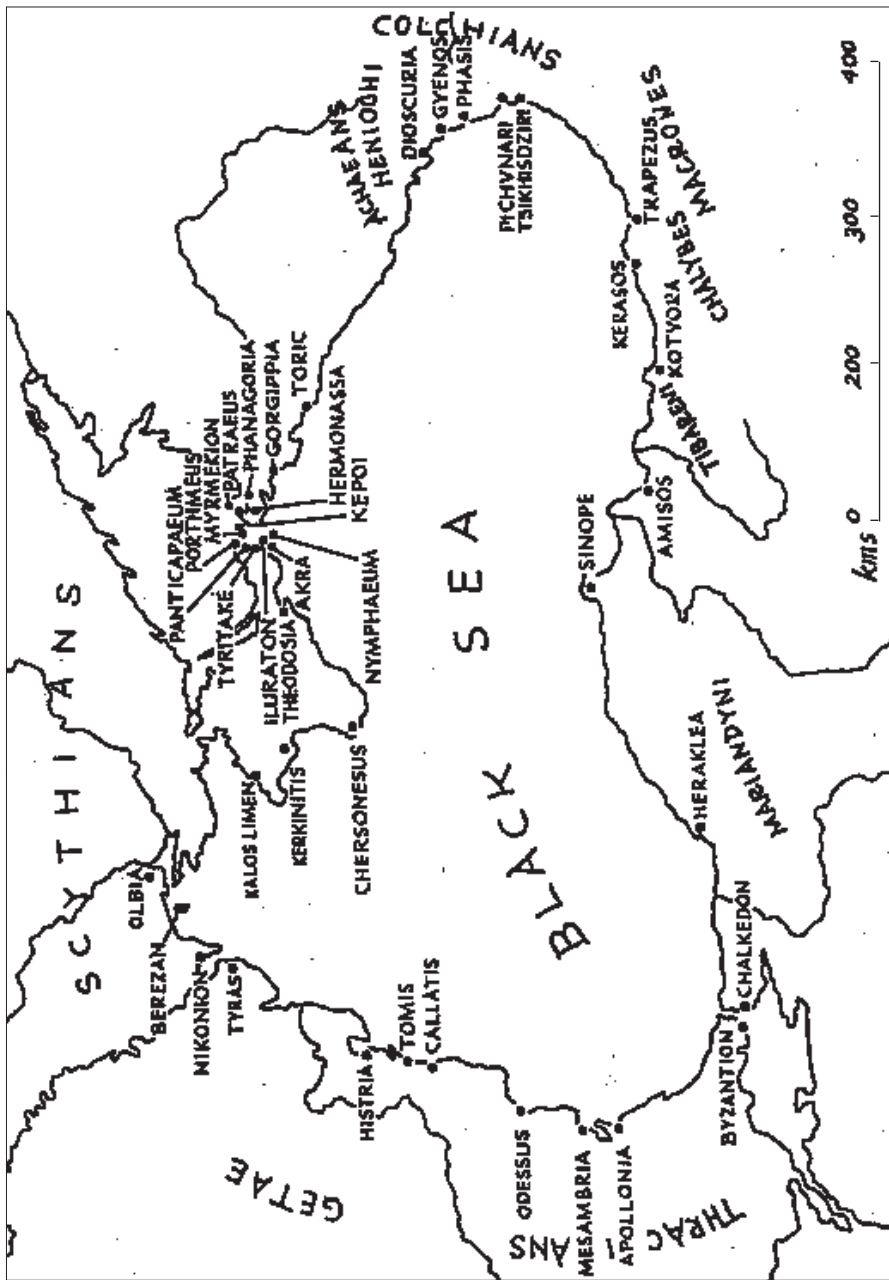 SCYTHIANS
GETAE
THRACIANS
BLACK SEA
COLCHIANS
ACHAEANS
HENIOCHI
MACRONES
CHALYBES
TIBARENI
MARIANDYNI
OLBIA
BEREZAN
NIKONION
TYRAS
HISTRIA
TOMIS
CALLATIS
ODESSUS
MESAMBRIA
APOLLONIA
BYZANTION
CHALKEDON
HERAKLEA
SINOPE
AMISOS
KOTYORA
KERASOS
TRAPEZUS
PICHVNARI
TSIKHISDZIRI
PHASIS
GYENOS
DIOSCURIA
TORIC
GORGIPPIA
PHANAGORIA
PATRAEUS
MYRMEKION
PORTHMEUS
PANTICAPAEUM
HERMONASSA
KEPOI
TYRITAKE
ILURATON
THEODOSIA
AKRA
NYMPHAEUM
KALOS LIMEN
KERKINITIS
CHERSONESUS
kms 0 200 300 400